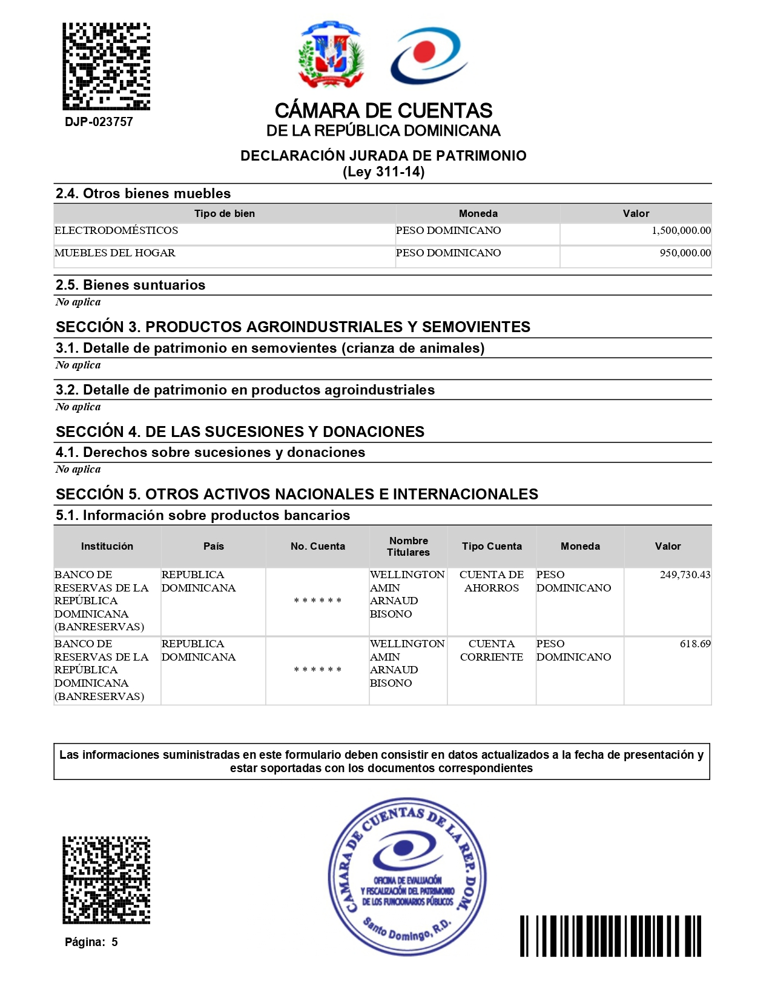 DJP-023757
CÁMARA DE CUENTAS
DE LA REPÚBLICA DOMINICANA
DECLARACIÓN JURADA DE PATRIMONIO
(Ley 311-14)
2.4. Otros bienes muebles
Tipo de bien Moneda Valor
ELECTRODOMÉSTICOS PESO DOMINICANO 1,500,000.00
MUEBLES DEL HOGAR PESO DOMINICANO 950,000.00
2.5. Bienes suntuarios
No aplica
SECCIÓN 3. PRODUCTOS AGROINDUSTRIALES Y SEMOVIENTES
3.1. Detalle de patrimonio en semovientes (crianza de animales)
No aplica
3.2. Detalle de patrimonio en productos agroindustriales
No aplica
SECCIÓN 4. DE LAS SUCESIONES Y DONACIONES
4.1. Derechos sobre sucesiones y donaciones
No aplica
SECCIÓN 5. OTROS ACTIVOS NACIONALES E INTERNACIONALES
5.1. Información sobre productos bancarios
Institución País No. Cuenta Nombre Titulares Tipo Cuenta Moneda Valor
BANCO DE REPUBLICA WELLINGTON CUENTA DE PESO 249,730.43
RESERVAS DE LA DOMINICANA AMIN AHORROS DOMINICANO
REPÚBLICA * * * * * * ARNAUD
DOMINICANA BISONO
(BANRESERVAS)
BANCO DE REPUBLICA WELLINGTON CUENTA PESO 618.69
RESERVAS DE LA DOMINICANA AMIN CORRIENTE DOMINICANO
REPÚBLICA * * * * * * ARNAUD
DOMINICANA BISONO
(BANRESERVAS)
Las informaciones suministradas en este formulario deben consistir en datos actualizados a la fecha de presentación y
estar soportadas con los documentos correspondientes
CAMARA DE CUENTAS DE LA REP. DOM.
OFICINA DE EVALUACIÓN
Y FISCALIZACIÓN DEL PATRIMONIO
DE LOS FUNCIONARIOS PÚBLICOS
Santo Domingo, R.D.
Página: 5